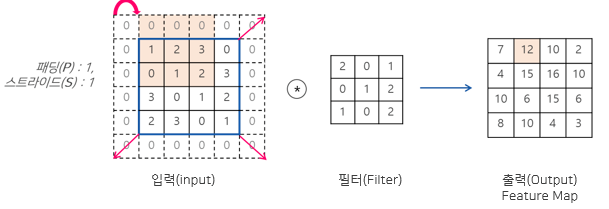 패딩(P) : 1,
스트라이드(S) : 1
0 0 0 0 0 0
0 1 2 3 0 0
0 0 1 2 3 0
0 3 0 1 2 0
0 2 3 0 1 0
0 0 0 0 0 0
*
2 0 1
0 1 2
1 0 2
7 12 10 2
4 15 16 10
10 6 15 6
8 10 4 3
입력(input)
필터(Filter)
출력(Output)
Feature Map